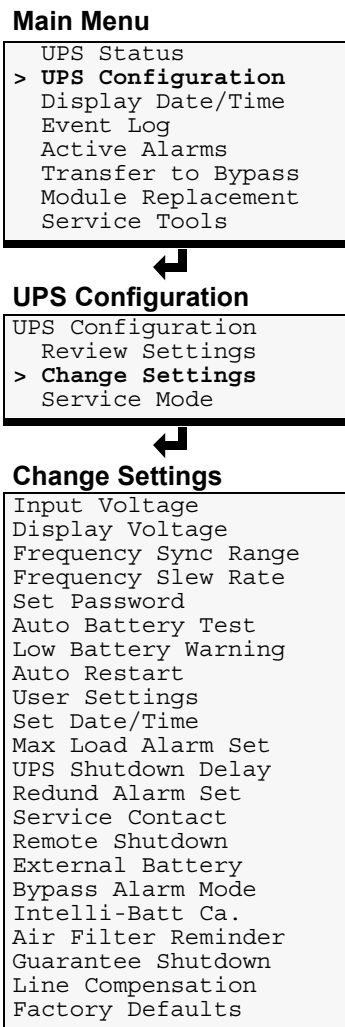 Main Menu
UPS Status
> UPS Configuration
Display Date/Time
Event Log
Active Alarms
Transfer to Bypass
Module Replacement
Service Tools
UPS Configuration
UPS Configuration
Review Settings
> Change Settings
Service Mode
Change Settings
Input Voltage
Display Voltage
Frequency Sync Range
Frequency Slew Rate
Set Password
Auto Battery Test
Low Battery Warning
Auto Restart
User Settings
Set Date/Time
Max Load Alarm Set
UPS Shutdown Delay
Redund Alarm Set
Service Contact
Remote Shutdown
External Battery
Bypass Alarm Mode
Intelli-Batt Ca.
Air Filter Reminder
Guarantee Shutdown
Line Compensation
Factory Defaults